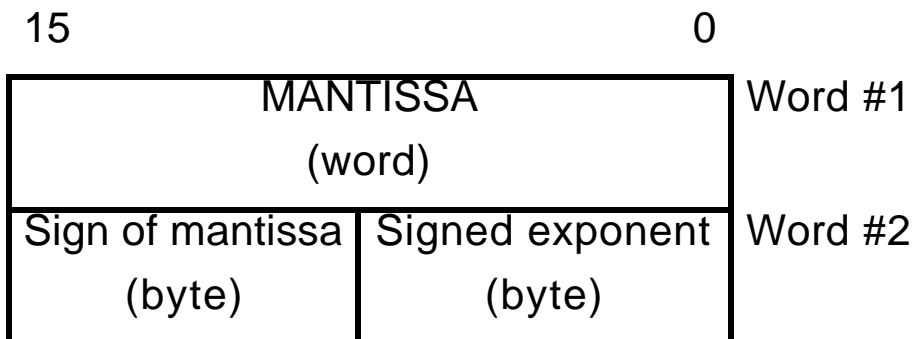 15 0
MANTISSA Word #1
(word)
Sign of mantissa Signed exponent Word #2
(byte) (byte)